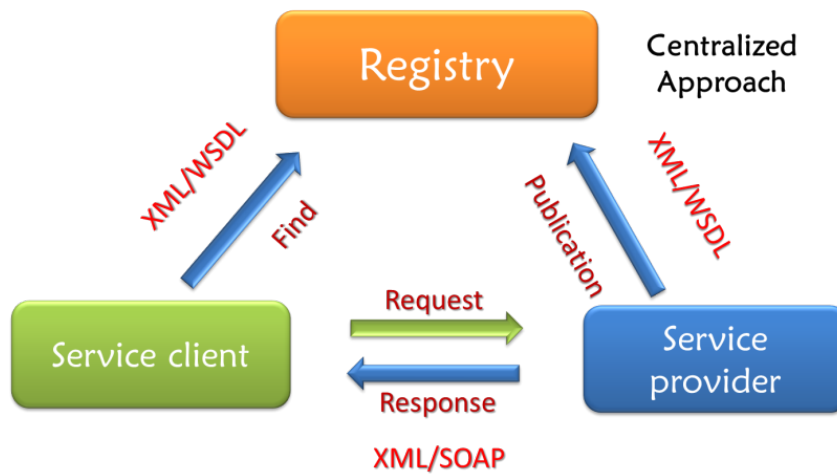 Registry
Centralized
Approach
XML/WSDL
Find
Publication
XML/WSDL
Request
Service client
Service
provider
Response
XML/SOAP